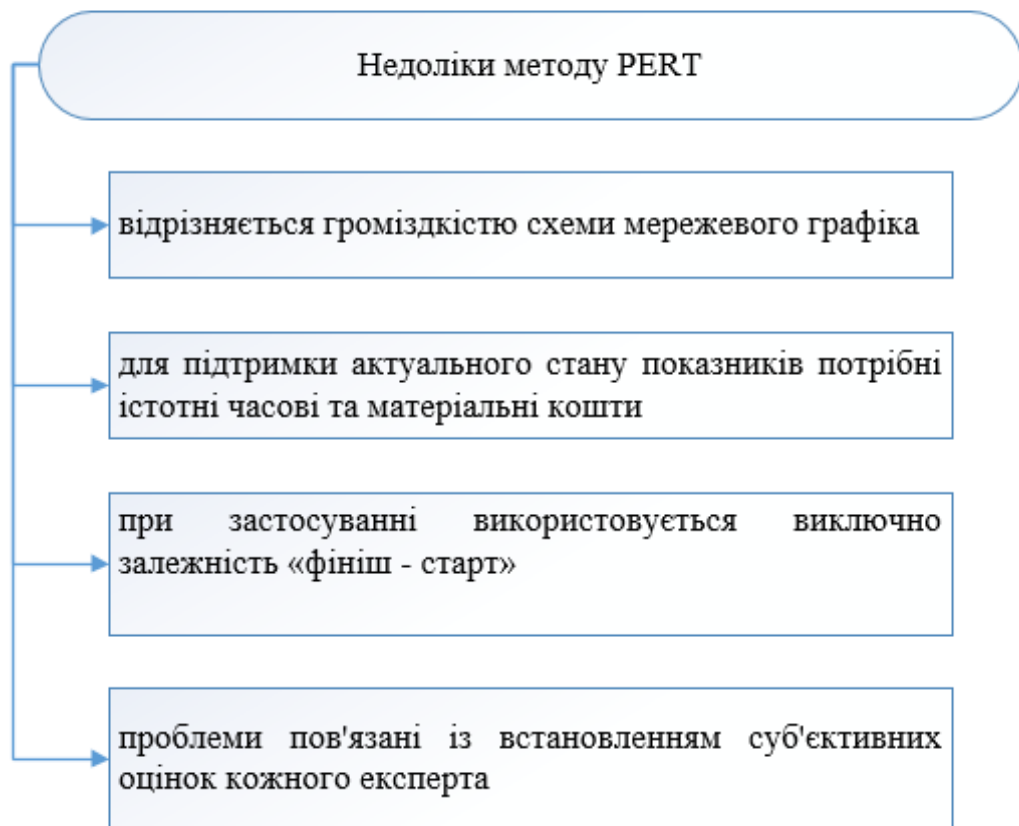 Недоліки методу PERT
відрізняється громіздкістю схеми мережевого графіка
для підтримки актуального стану показників потрібні
істотні часові та матеріальні кошти
при застосуванні використовується виключно
залежність «фініш - старт»
проблеми пов'язані із встановленням суб'єктивних
оцінок кожного експерта